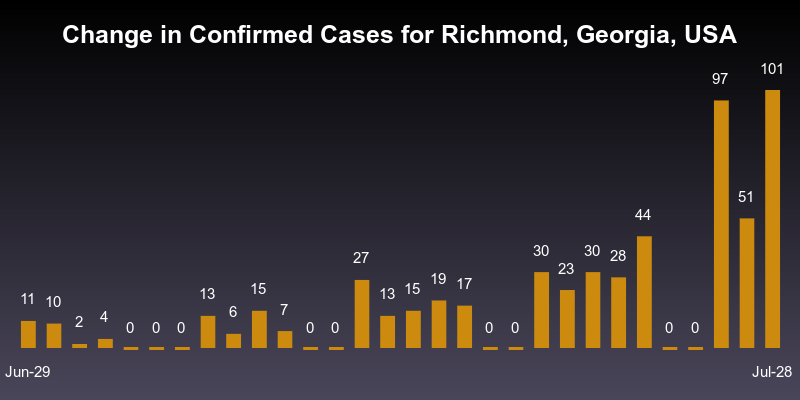 Change in Confirmed Cases for Richmond, Georgia, USA
11 10 2 4 0 0 0 13 6 15 7 0 0 27 13 15 19 17 0 0 30 23 30 28 44 0 0 97 51 101
Jun-29 Jul-28